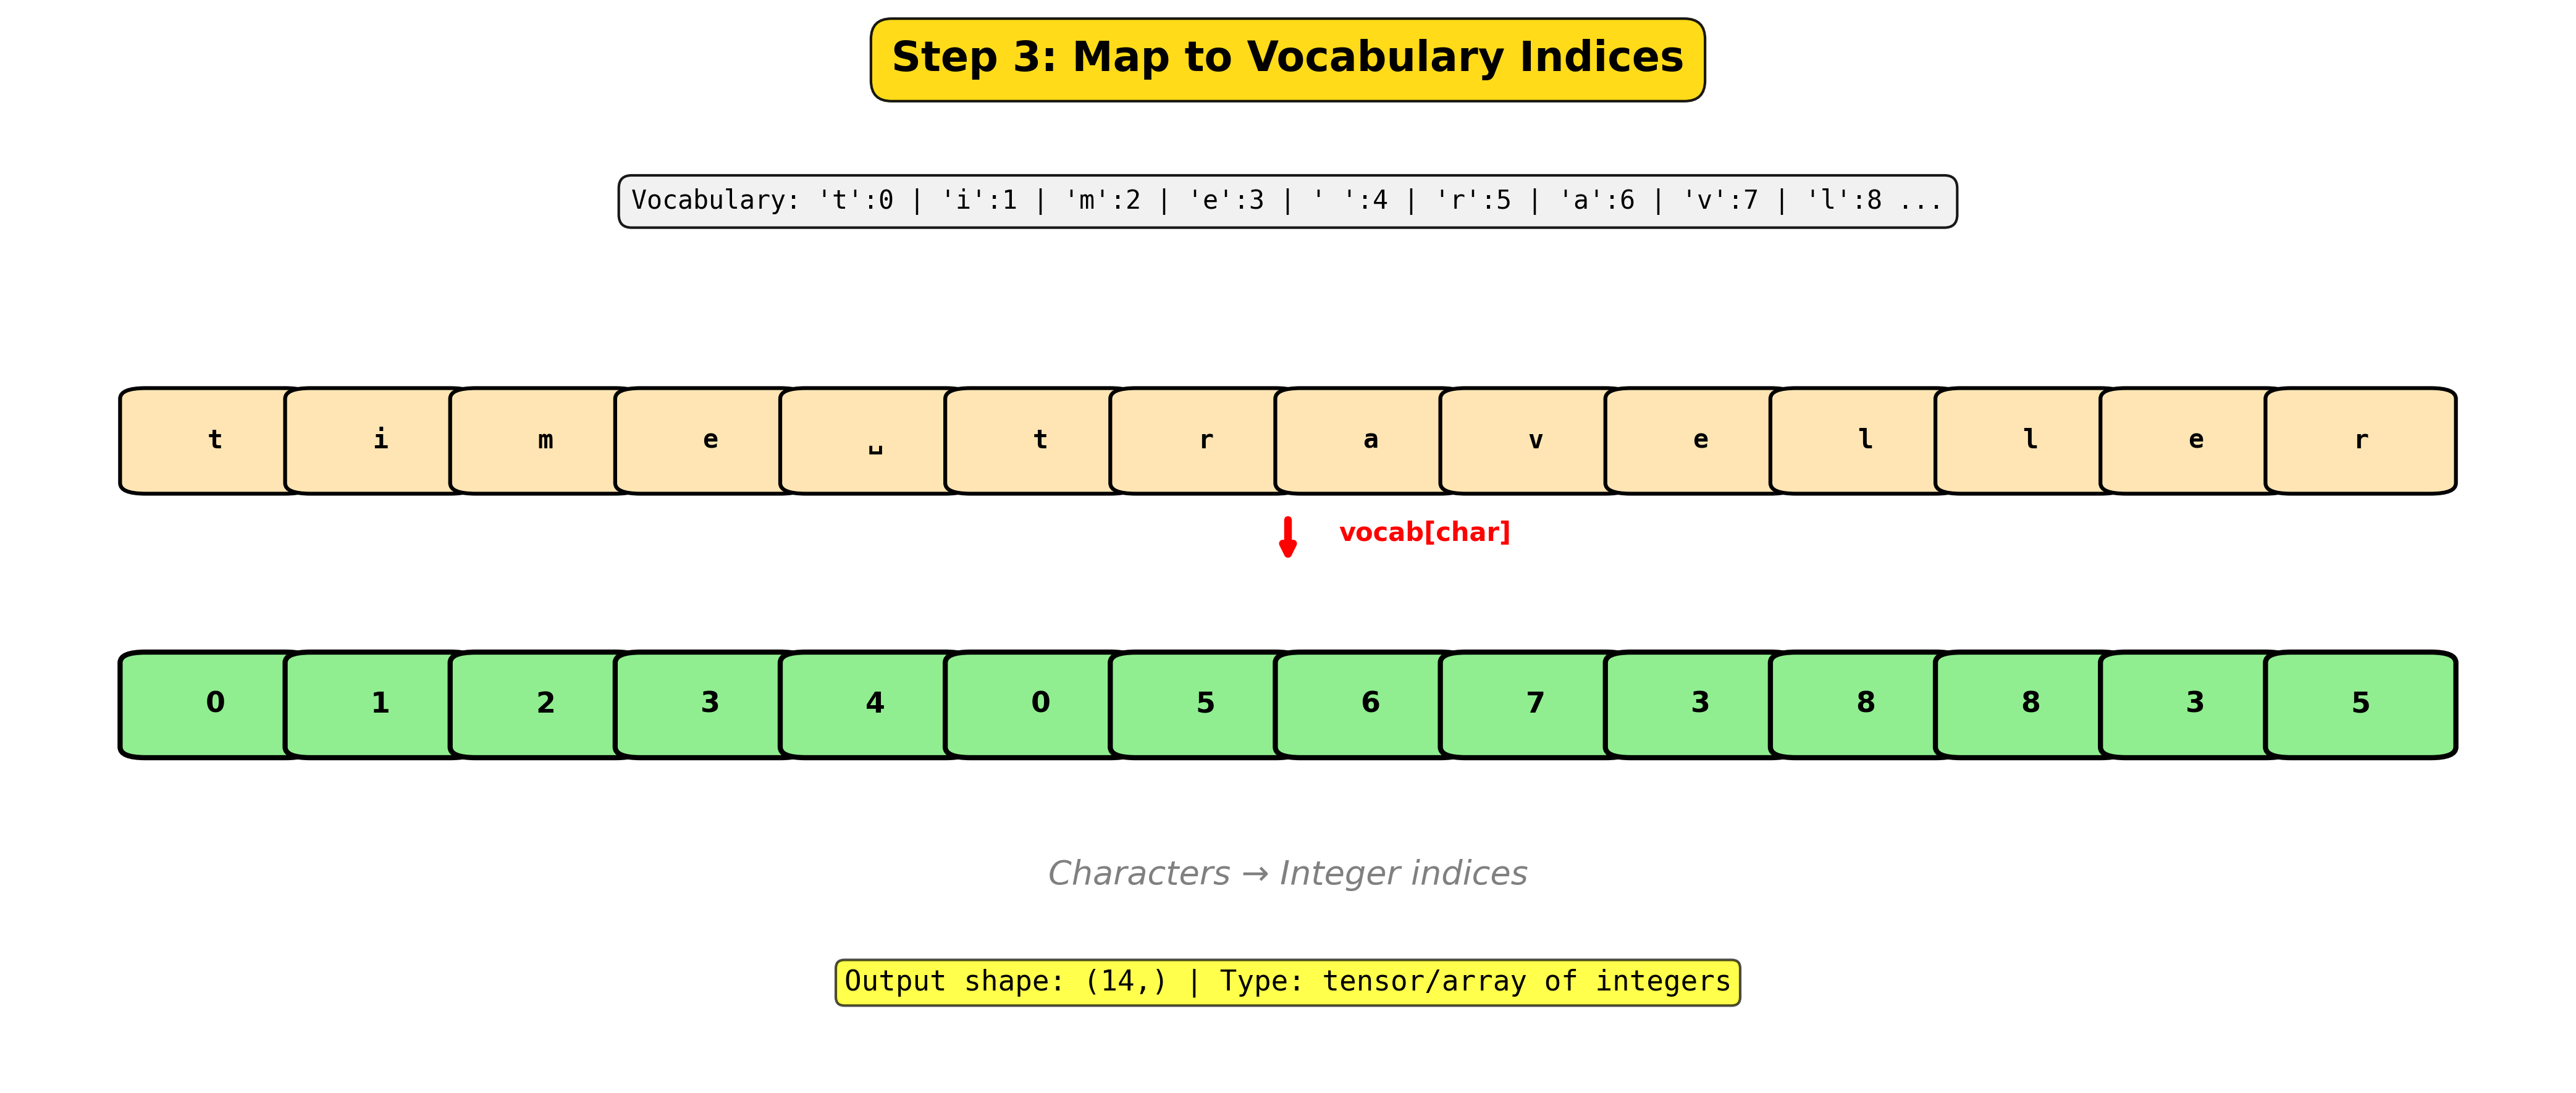 Step 3: Map to Vocabulary Indices
Vocabulary: 't':0 | 'i':1 | 'm':2 | 'e':3 | ' ':4 | 'r':5 | 'a':6 | 'v':7 | 'l':8 ...
t i m e ␣ t r a v e l l e r
vocab[char]
0 1 2 3 4 0 5 6 7 3 8 8 3 5
Characters → Integer indices
Output shape: (14,) | Type: tensor/array of integers